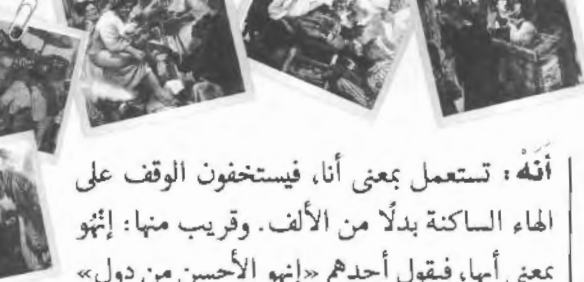 أَنَهْ: تستعمل بمعنى أنا، فيستخفون الوقف على
الهاء الساكنة بدلًا من الألف. وقريب منها: إنْهُو
بمعنى أيها، فيقول أحدهم «إنهو الأحسن من دول»